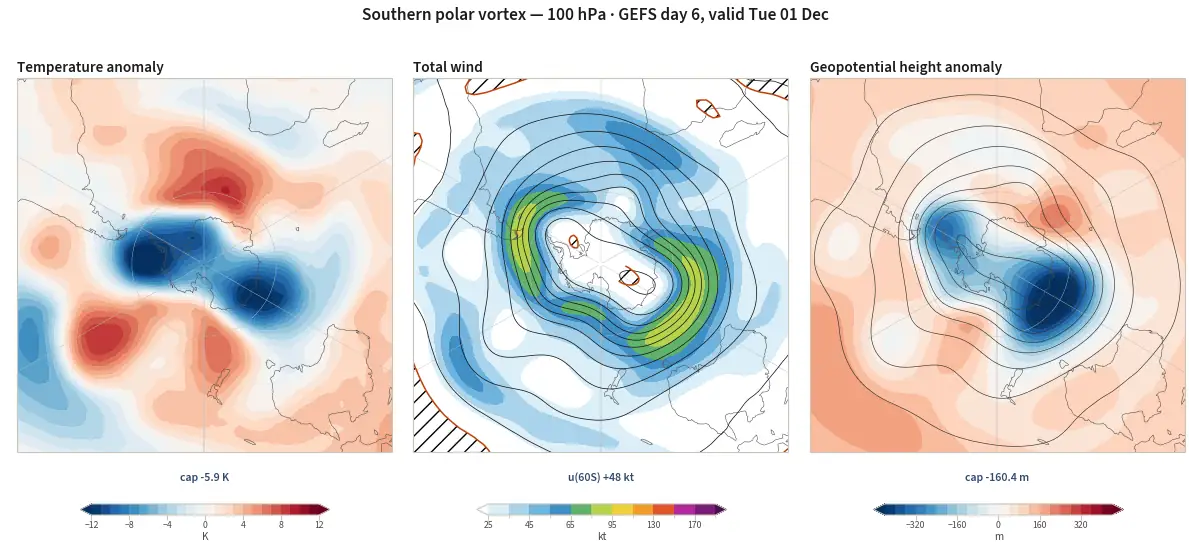 Southern polar vortex — 100 hPa · GEFS day 6, valid Tue 01 Dec
Temperature anomaly
Total wind
Geopotential height anomaly
cap -5.9 K
u(60S) +48 kt
cap -160.4 m
−12 −8 −4 0 4 8 12
K
25 45 65 95 130 170
kt
−320 −160 0 160 320
m